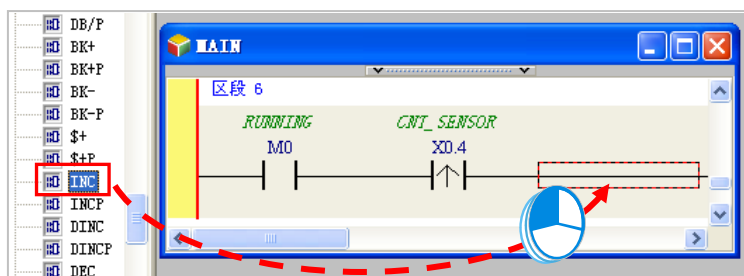 DB/P
BK+
BK+P
BK-
BK-P
$+
$+P
INC
INCP
DINC
DINCP
DEC
MAIN
区段 6
RUNNING CNT_SENSOR
M0 X0.4